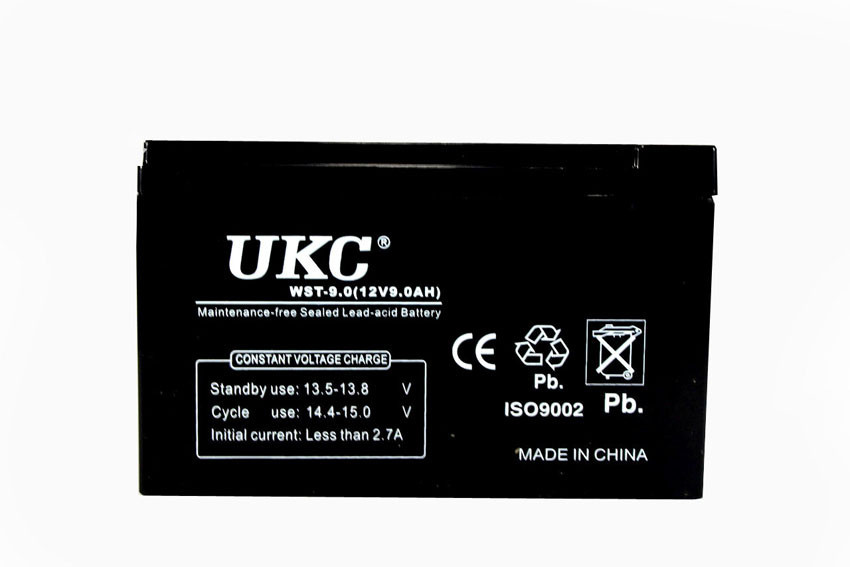 UKC®
WST-9.0(12V9.0AH)
Maintenance-free Sealed Lead-acid Battery
CONSTANT VOLTAGE CHARGE
Standby use: 13.5-13.8 V
Cycle use: 14.4-15.0 V
Initial current: Less than 2.7A
CE
Pb.
ISO9002
Pb.
MADE IN CHINA